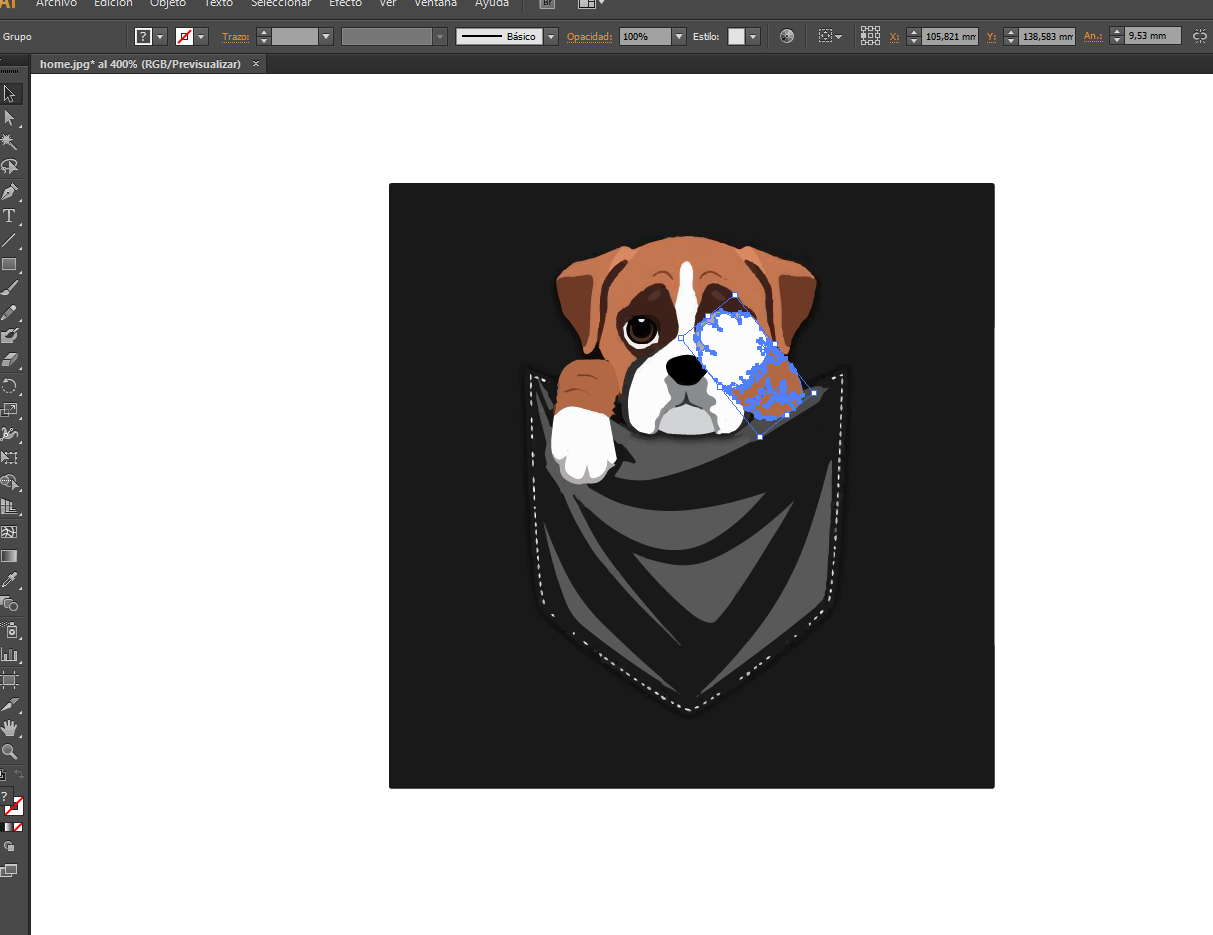 Ai Archivo Edición Objeto Texto Seleccionar Efecto Ver Ventana Ayuda Br
Grupo ? Trazo: Básico Opacidad: 100% Estilo: X: 105,821 mm Y: 138,583 mm An.: 9,53 mm
home.jpg* al 400% (RGB/Previsualizar) ×
T
?